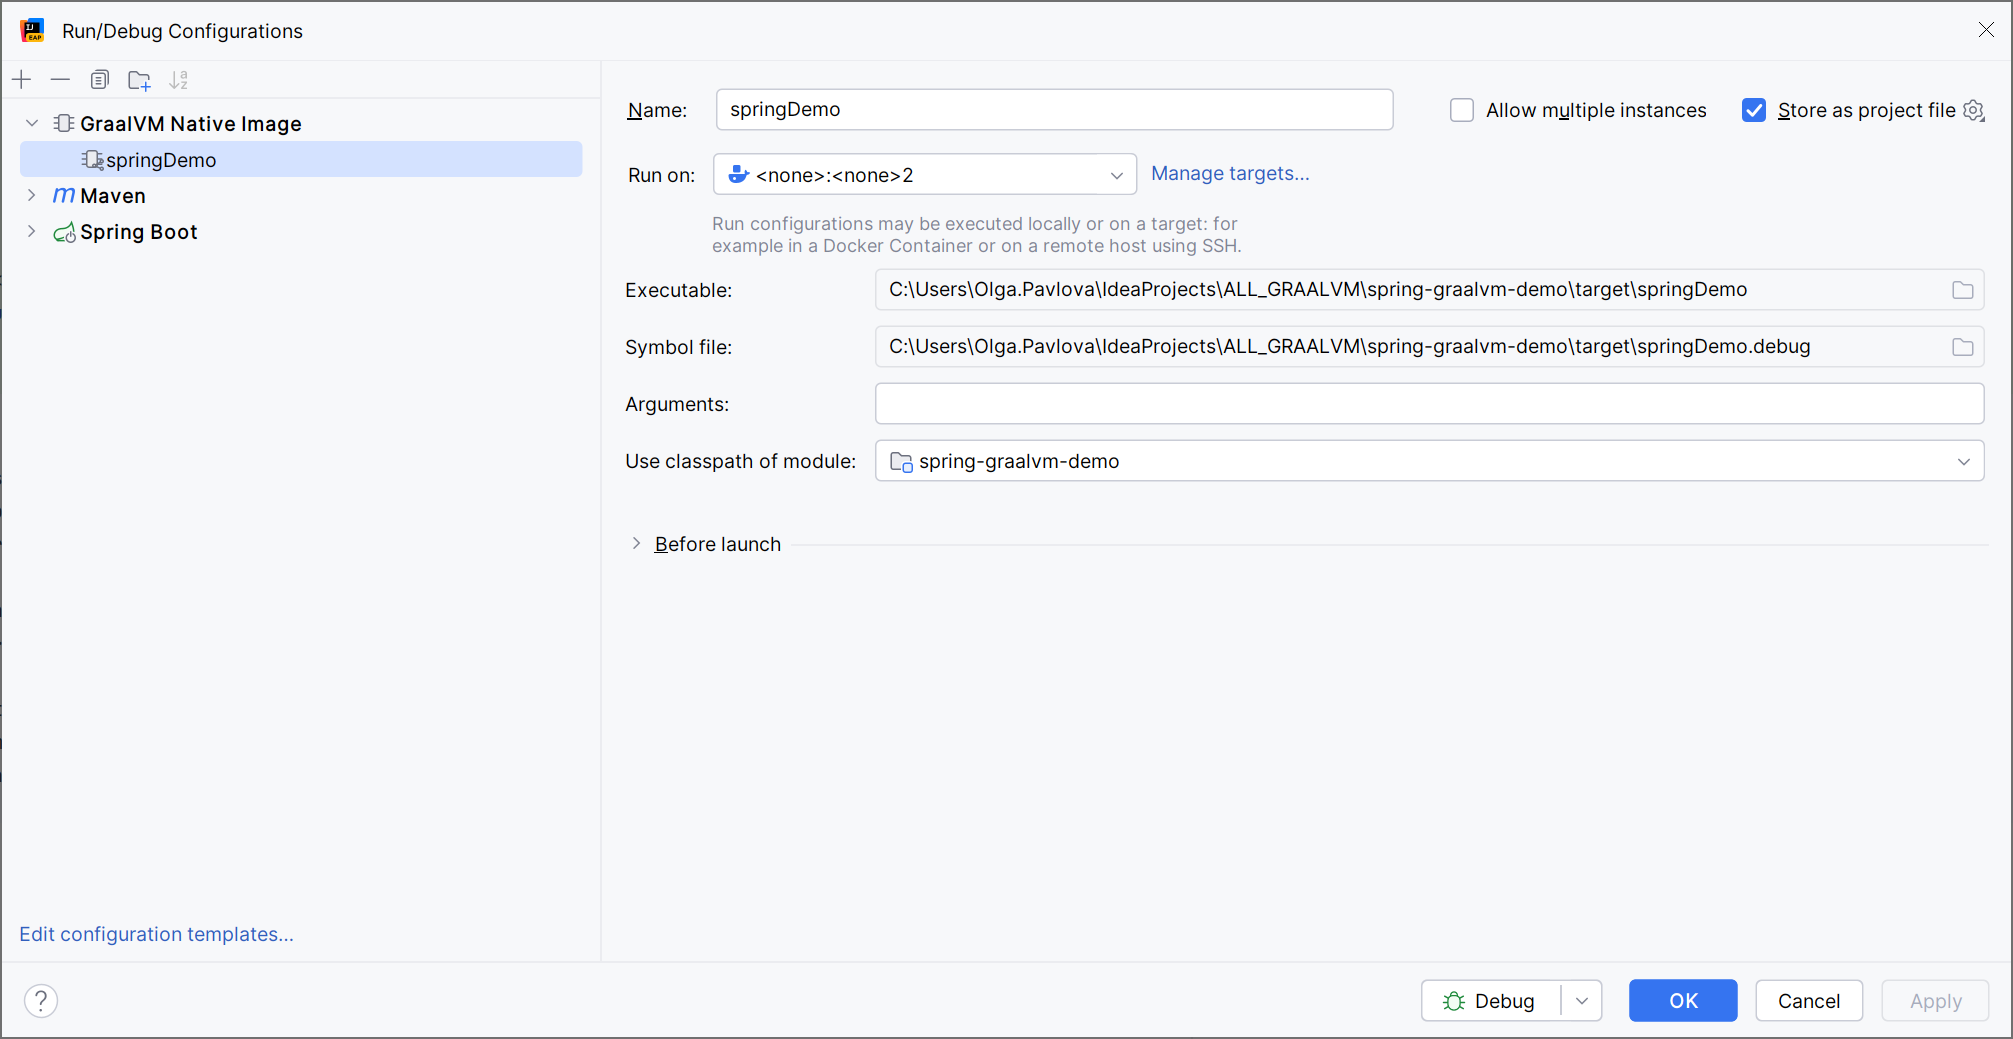 Run/Debug Configurations
GraalVM Native Image
springDemo
Maven
Spring Boot
Edit configuration templates...
Name: springDemo
Allow multiple instances
Store as project file
Run on: <none>:<none>2 Manage targets...
Run configurations may be executed locally or on a target: for
example in a Docker Container or on a remote host using SSH.
Executable: C:\Users\Olga.Pavlova\IdeaProjects\ALL_GRAALVM\spring-graalvm-demo\target\springDemo
Symbol file: C:\Users\Olga.Pavlova\IdeaProjects\ALL_GRAALVM\spring-graalvm-demo\target\springDemo.debug
Arguments:
Use classpath of module: spring-graalvm-demo
Before launch
? Debug OK Cancel Apply